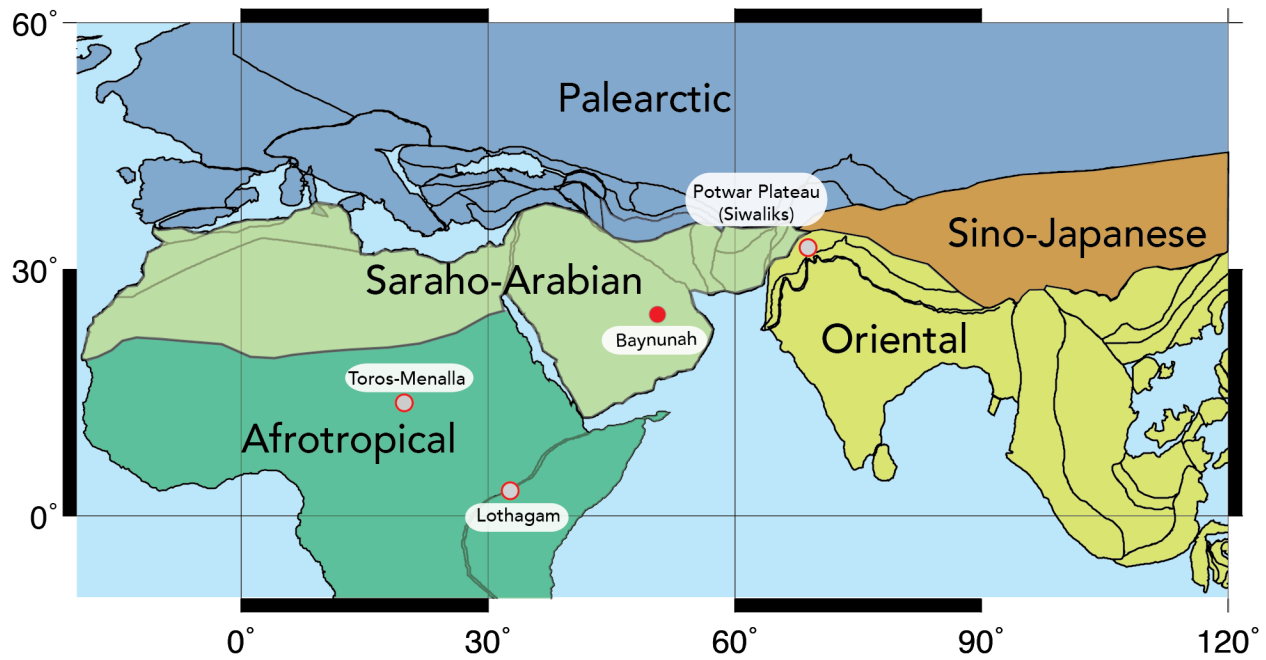 60°
Palearctic
Potwar Plateau
(Siwaliks)
Sino-Japanese
30°
Saraho-Arabian
Baynunah
Oriental
Toros-Menalla
Afrotropical
Lothagam
0°
0°
30°
60°
90°
120°